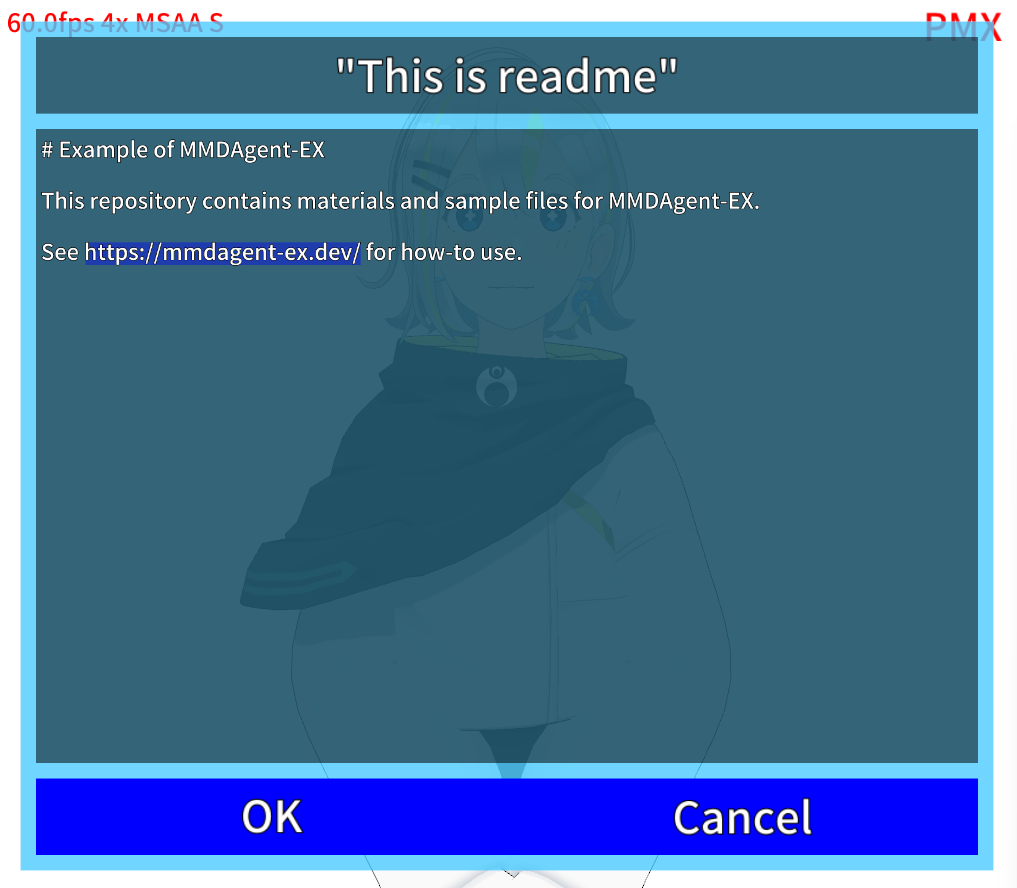 60.0fps 4x MSAA S
PMX
"This is readme"
# Example of MMDAgent-EX
This repository contains materials and sample files for MMDAgent-EX.
See https://mmdagent-ex.dev/ for how-to use.
OK
Cancel